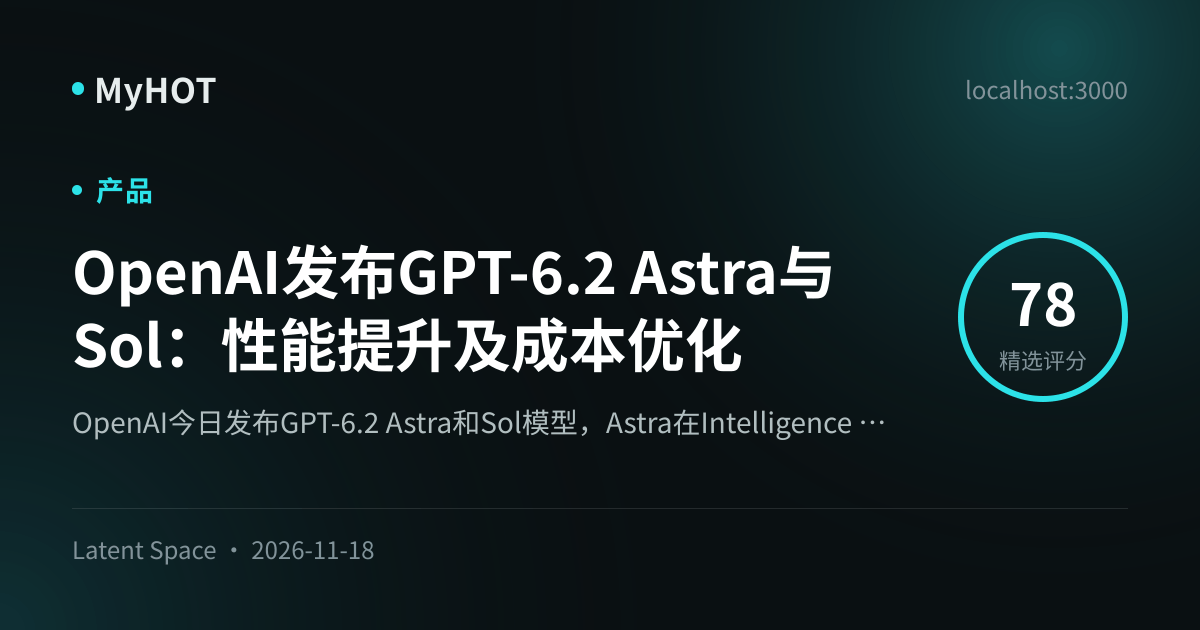 MyHOT
localhost:3000
产品
OpenAI发布GPT-6.2 Astra与
Sol：性能提升及成本优化
78
精选评分
OpenAI今日发布GPT-6.2 Astra和Sol模型，Astra在Intelligence …
Latent Space · 2026-11-18